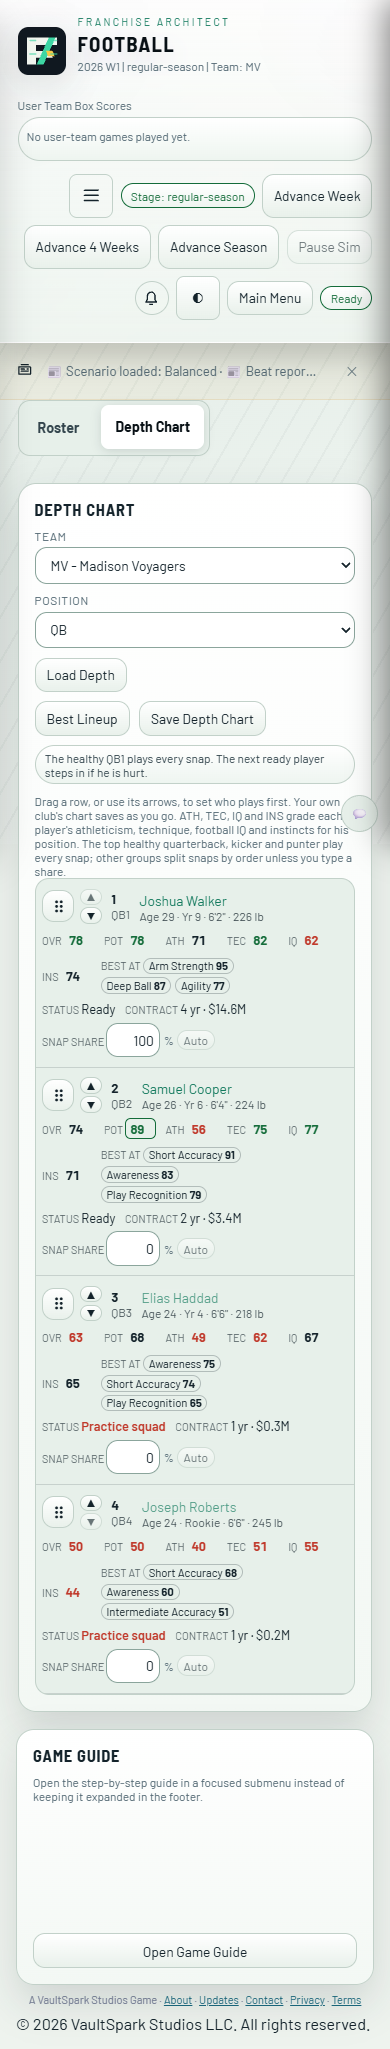 FRANCHISE ARCHITECT
FOOTBALL
2026 W1 | regular-season | Team: MV
User Team Box Scores
No user-team games played yet.
Stage: regular-season
Advance Week
Advance 4 Weeks
Advance Season
Pause Sim
Main Menu
Ready
Scenario loaded: Balanced · Beat repor...
Roster
Depth Chart
DEPTH CHART
TEAM
MV - Madison Voyagers
POSITION
QB
Load Depth
Best Lineup
Save Depth Chart
The healthy QB1 plays every snap. The next ready player
steps in if he is hurt.
Drag a row, or use its arrows, to set who plays first. Your own
club's chart saves as you go. ATH, TEC, IQ and INS grade each
player's athleticism, technique, football IQ and instincts for his
position. The top healthy quarterback, kicker and punter play
every snap; other groups split snaps by order unless you type a
share.
1 Joshua Walker
QB1 Age 29 · Yr 9 · 6'2" · 226 lb
OVR 78 POT 78 ATH 71 TEC 82 IQ 62
INS 74 BEST AT Arm Strength 95
Deep Ball 87 Agility 77
STATUS Ready CONTRACT 4 yr · $14.6M
SNAP SHARE 100 % Auto
2 Samuel Cooper
QB2 Age 26 · Yr 6 · 6'4" · 224 lb
OVR 74 POT 89 ATH 56 TEC 75 IQ 77
INS 71 BEST AT Short Accuracy 91
Awareness 83
Play Recognition 79
STATUS Ready CONTRACT 2 yr · $3.4M
SNAP SHARE 0 % Auto
3 Elias Haddad
QB3 Age 24 · Yr 4 · 6'6" · 218 lb
OVR 63 POT 68 ATH 49 TEC 62 IQ 67
INS 65 BEST AT Awareness 75
Short Accuracy 74
Play Recognition 65
STATUS Practice squad CONTRACT 1 yr · $0.3M
SNAP SHARE 0 % Auto
4 Joseph Roberts
QB4 Age 24 · Rookie · 6'6" · 245 lb
OVR 50 POT 50 ATH 40 TEC 51 IQ 55
INS 44 BEST AT Short Accuracy 68
Awareness 60
Intermediate Accuracy 51
STATUS Practice squad CONTRACT 1 yr · $0.2M
SNAP SHARE 0 % Auto
GAME GUIDE
Open the step-by-step guide in a focused submenu instead of
keeping it expanded in the footer.
Open Game Guide
A VaultSpark Studios Game · About · Updates · Contact · Privacy · Terms
© 2026 VaultSpark Studios LLC. All rights reserved.